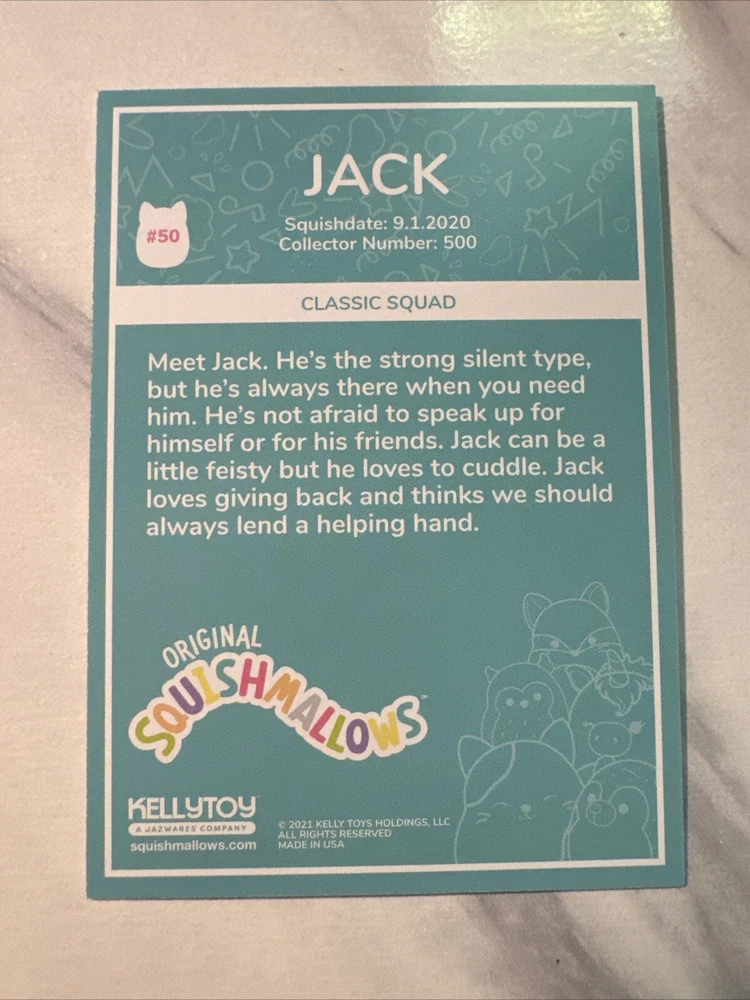 JACK
#50
Squishdate: 9.1.2020
Collector Number: 500
CLASSIC SQUAD
Meet Jack. He's the strong silent type,
but he's always there when you need
him. He's not afraid to speak up for
himself or for his friends. Jack can be a
little feisty but he loves to cuddle. Jack
loves giving back and thinks we should
always lend a helping hand.
ORIGINAL
SQUISHMALLOWS™
KELLYTOY
A JAZWARES COMPANY
squishmallows.com
© 2021 KELLY TOYS HOLDINGS, LLC
ALL RIGHTS RESERVED
MADE IN USA